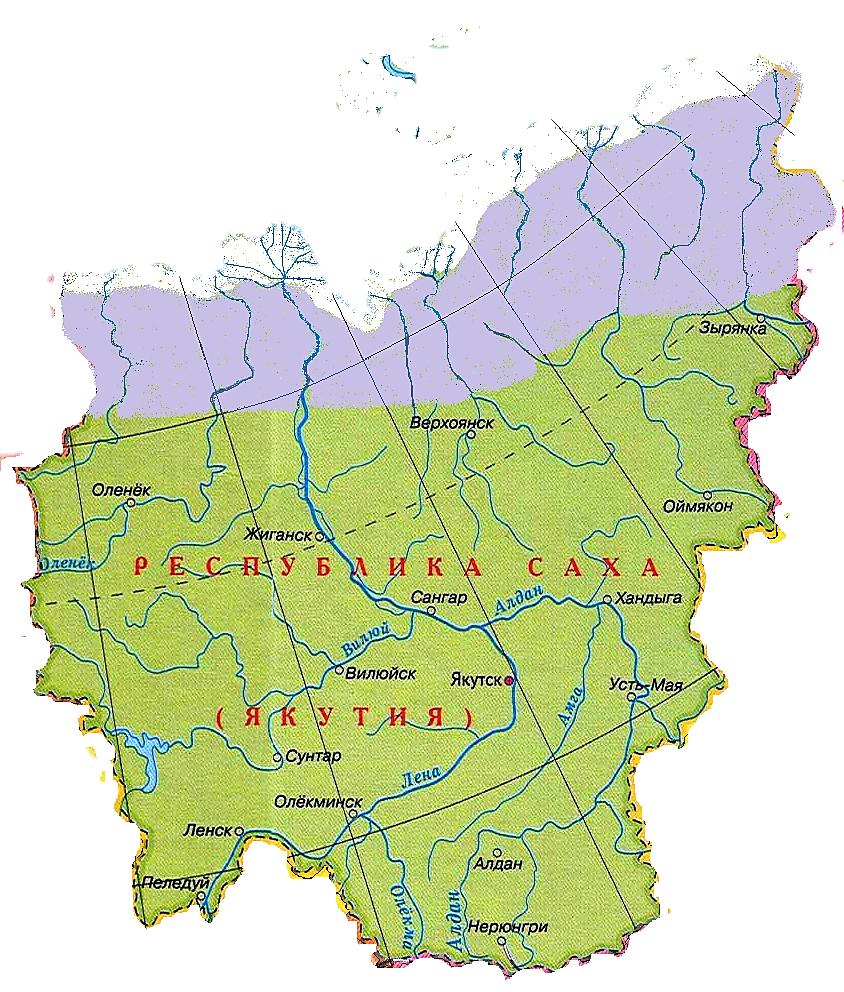 Зырянка
Верхоянск
Оленёк
Оймякон
Жиганск
Оленёк
РЕСПУБЛИКА САХА
Сангар
Алдан
Хандыга
Вилюй
Вилюйск
Якутск
Усть-Мая
Амга
(ЯКУТИЯ)
Сунтар
Лена
Олёкминск
Ленск
Алдан
Пеледуй
Олёкма
Алдан
Нерюнгри